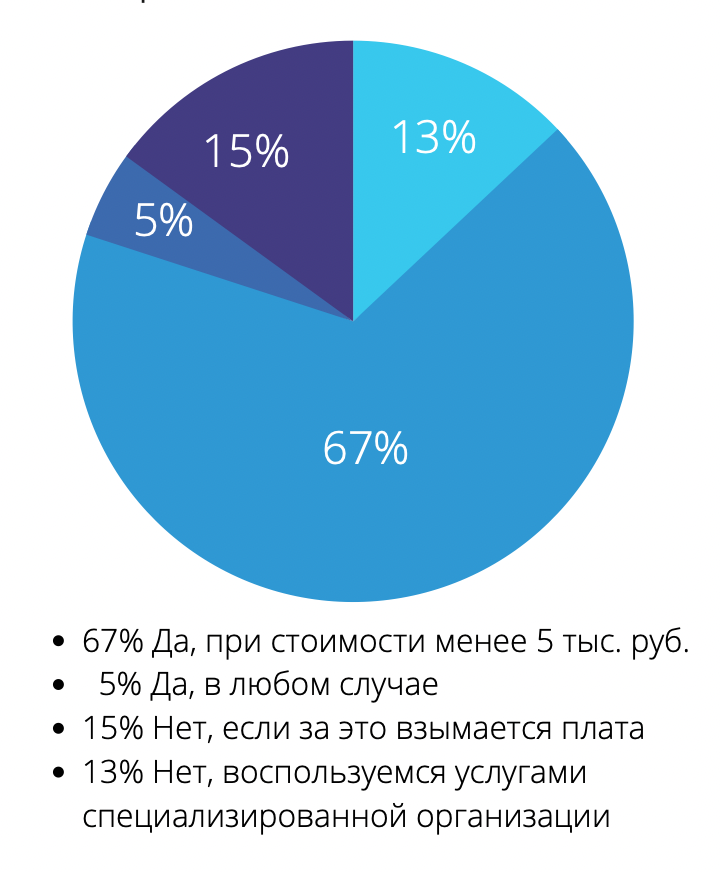 15%
13%
5%
67%
• 67% Да, при стоимости менее 5 тыс. руб.
• 5% Да, в любом случае
• 15% Нет, если за это взымается плата
• 13% Нет, воспользуемся услугами
специализированной организации